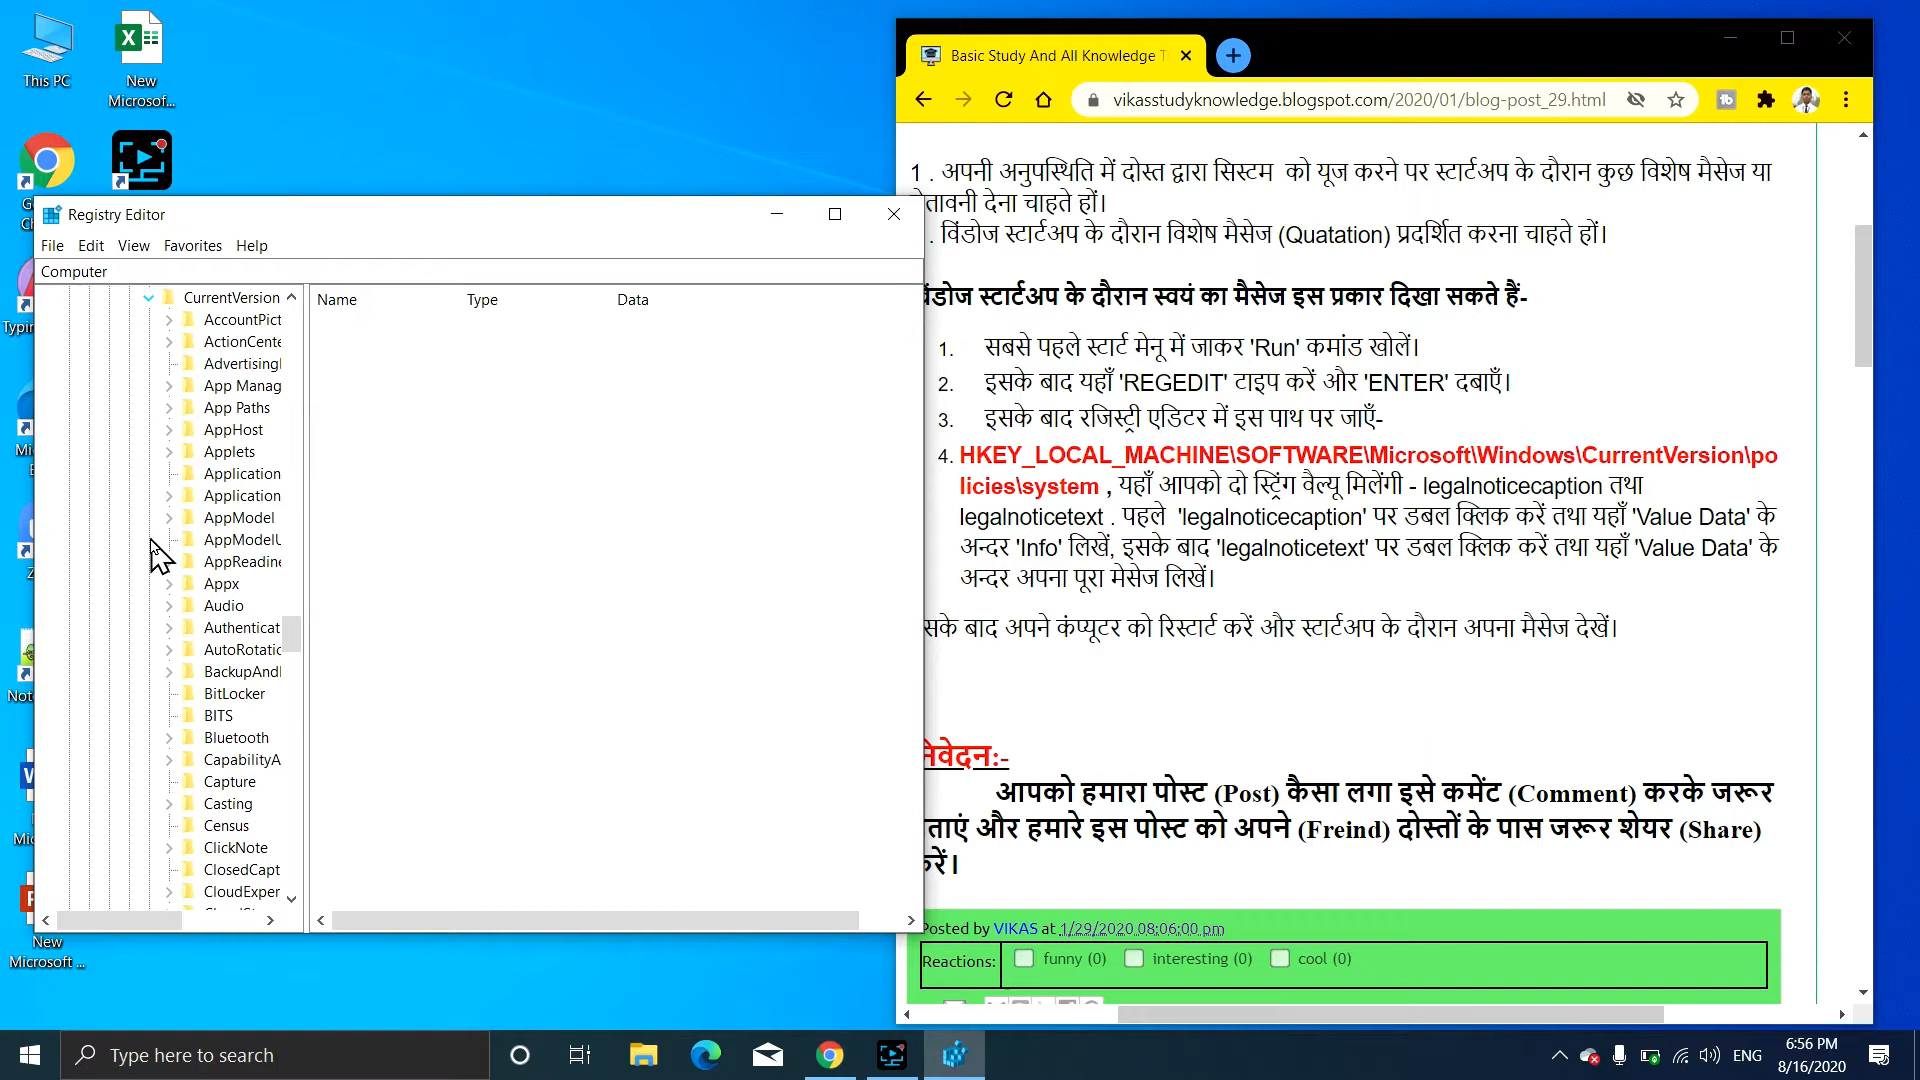 This PC
New
Microsof...
Registry Editor
File Edit View Favorites Help
Computer
Name Type Data
CurrentVersion
AccountPict
ActionCente
AdvertisingI
App Manag
App Paths
AppHost
Applets
Application
Application
AppModel
AppModelU
AppReadine
Appx
Audio
Authenticat
AutoRotatic
BackupAndI
BitLocker
BITS
Bluetooth
CapabilityA
Capture
Casting
Census
ClickNote
ClosedCapt
CloudExper
New
Microsoft ...
Basic Study And All Knowledge T
vikasstudyknowledge.blogspot.com/2020/01/blog-post_29.html
1 . अपनी अनुपस्थिति में दोस्त द्वारा सिस्टम को यूज करने पर स्टार्टअप के दौरान कुछ विशेष मैसेज या
तावनी देना चाहते हों।
. विंडोज स्टार्टअप के दौरान विशेष मैसेज (Quatation) प्रदर्शित करना चाहते हों।
िंडोज स्टार्टअप के दौरान स्वयं का मैसेज इस प्रकार दिखा सकते हैं-
1. सबसे पहले स्टार्ट मेनू में जाकर 'Run' कमांड खोलें।
2. इसके बाद यहाँ 'REGEDIT' टाइप करें और 'ENTER' दबाएँ।
3. इसके बाद रजिस्ट्री एडिटर में इस पाथ पर जाएँ-
4. HKEY_LOCAL_MACHINE\SOFTWARE\Microsoft\Windows\CurrentVersion\po
licies\system , यहाँ आपको दो स्ट्रिंग वैल्यू मिलेंगी - legalnoticecaption तथा
legalnoticetext . पहले 'legalnoticecaption' पर डबल क्लिक करें तथा यहाँ 'Value Data' के
अन्दर 'Info' लिखें, इसके बाद 'legalnoticetext' पर डबल क्लिक करें तथा यहाँ 'Value Data' के
अन्दर अपना पूरा मेसेज लिखें।
सके बाद अपने कंप्यूटर को रिस्टार्ट करें और स्टार्टअप के दौरान अपना मैसेज देखें।
निवेदन:-
आपको हमारा पोस्ट (Post) कैसा लगा इसे कमेंट (Comment) करके जरूर
ताएं और हमारे इस पोस्ट को अपने (Freind) दोस्तों के पास जरूर शेयर (Share)
करें।
Posted by VIKAS at 1/29/2020 08:06:00 pm
Reactions: funny (0) interesting (0) cool (0)
Type here to search
ENG
6:56 PM
8/16/2020